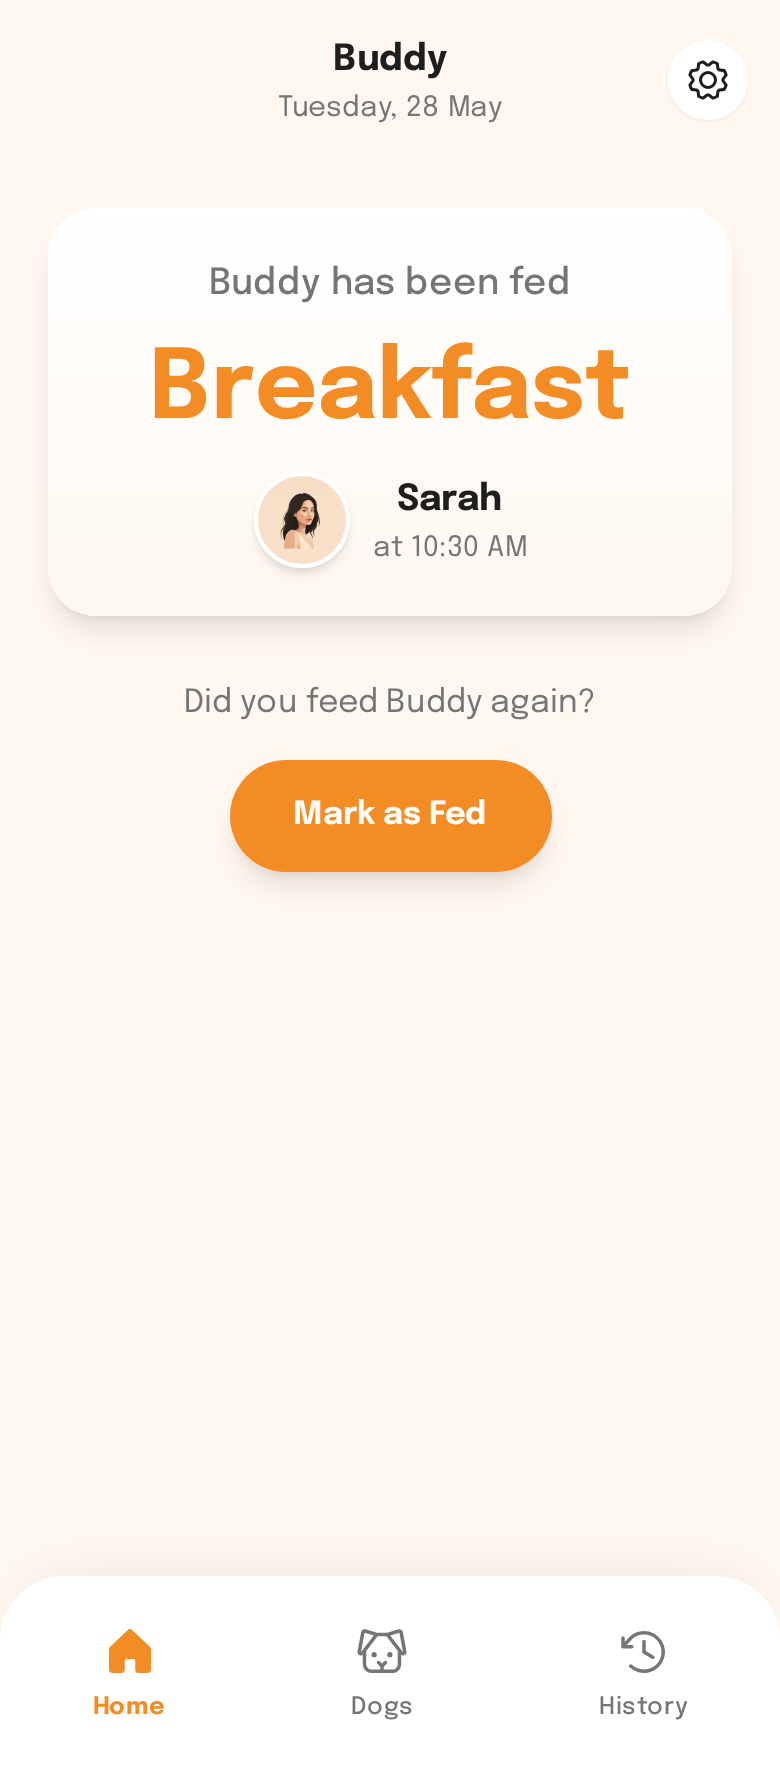 Buddy
Tuesday, 28 May
Buddy has been fed
Breakfast
Sarah
at 10:30 AM
Did you feed Buddy again?
Mark as Fed
Home
Dogs
History